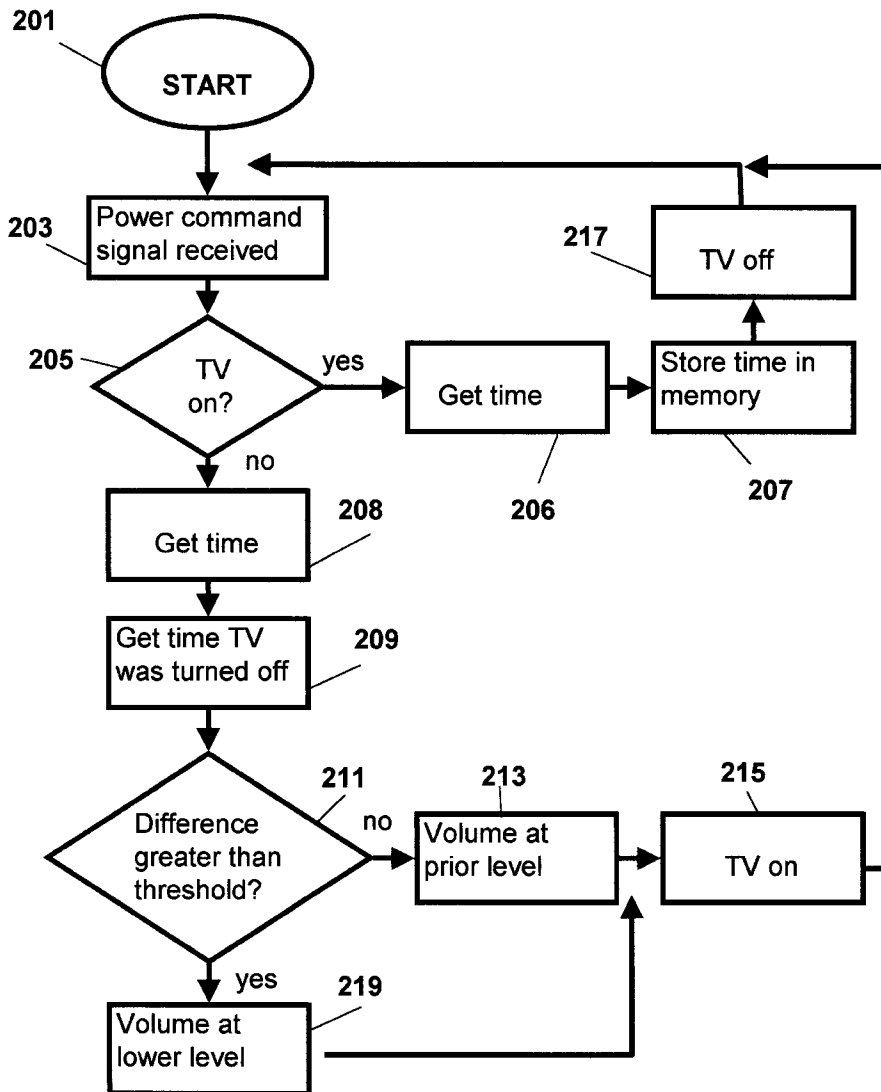 201
START
Power command
signal received
203
217
TV off
205
TV
on?
yes
Get time
Store time in
memory
no
206
207
208
Get time
Get time TV
was turned off
209
211
Difference
greater than
threshold?
no
213
Volume at
prior level
215
TV on
yes
219
Volume at
lower level